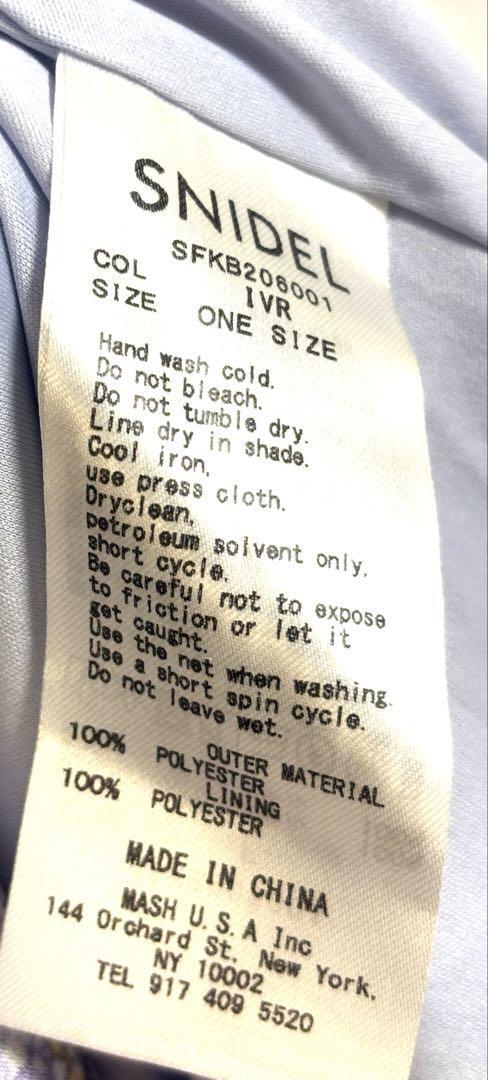 SNIDEL
SFKB206001
COL IVR
SIZE ONE SIZE
Hand wash cold.
Do not bleach.
Do not tumble dry.
Line dry in shade.
Cool iron,
use press cloth.
Dryclean,
petroleum solvent only,
short cycle.
Be careful not to expose
to friction or let it
get caught.
Use the net when washing.
Use a short spin cycle.
Do not leave wet.
OUTER MATERIAL
100% POLYESTER
LINING
100% POLYESTER
MADE IN CHINA
MASH U.S.A Inc
144 Orchard St. New York,
NY 10002
TEL 917 409 5520